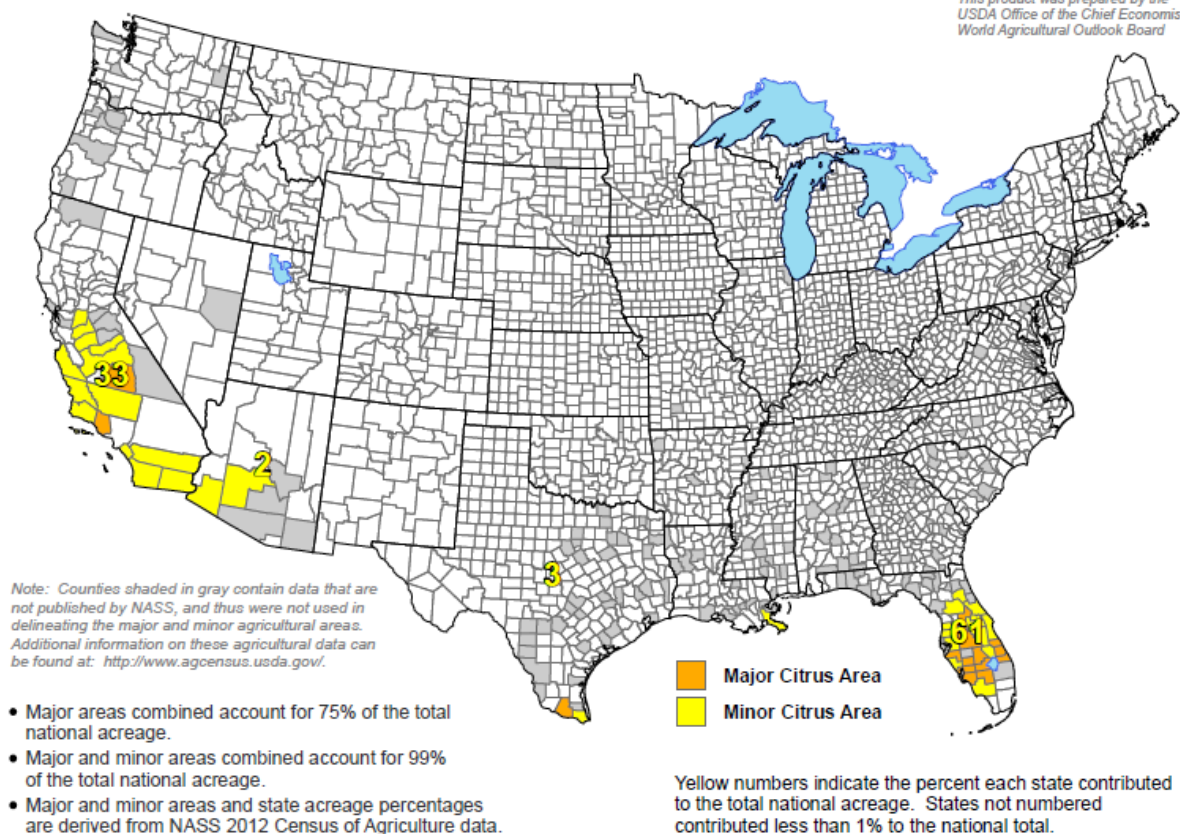 This product was prepared by the
USDA Office of the Chief Economis
World Agricultural Outlook Board
33
2
3
61
Note: Counties shaded in gray contain data that are
not published by NASS, and thus were not used in
delineating the major and minor agricultural areas.
Additional information on these agricultural data can
be found at: http://www.agcensus.usda.gov/.
Major Citrus Area
Minor Citrus Area
• Major areas combined account for 75% of the total
national acreage.
• Major and minor areas combined account for 99%
of the total national acreage.
• Major and minor areas and state acreage percentages
are derived from NASS 2012 Census of Agriculture data.
Yellow numbers indicate the percent each state contributed
to the total national acreage. States not numbered
contributed less than 1% to the national total.